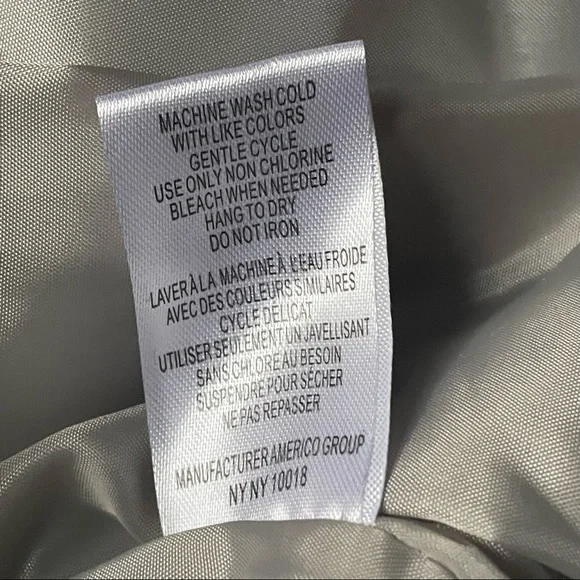 MACHINE WASH COLD
WITH LIKE COLORS
GENTLE CYCLE
USE ONLY NON CHLORINE
BLEACH WHEN NEEDED
HANG TO DRY
DO NOT IRON
LAVER À LA MACHINE À L'EAU FROIDE
AVEC DES COULEURS SIMILAIRES
CYCLE DELICAT
UTILISER SEULEMENT UN JAVELLISANT
SANS CHLORE AU BESOIN
SUSPENDRE POUR SÉCHER
NE PAS REPASSER
MANUFACTURER AMERICO GROUP
NY NY 10018